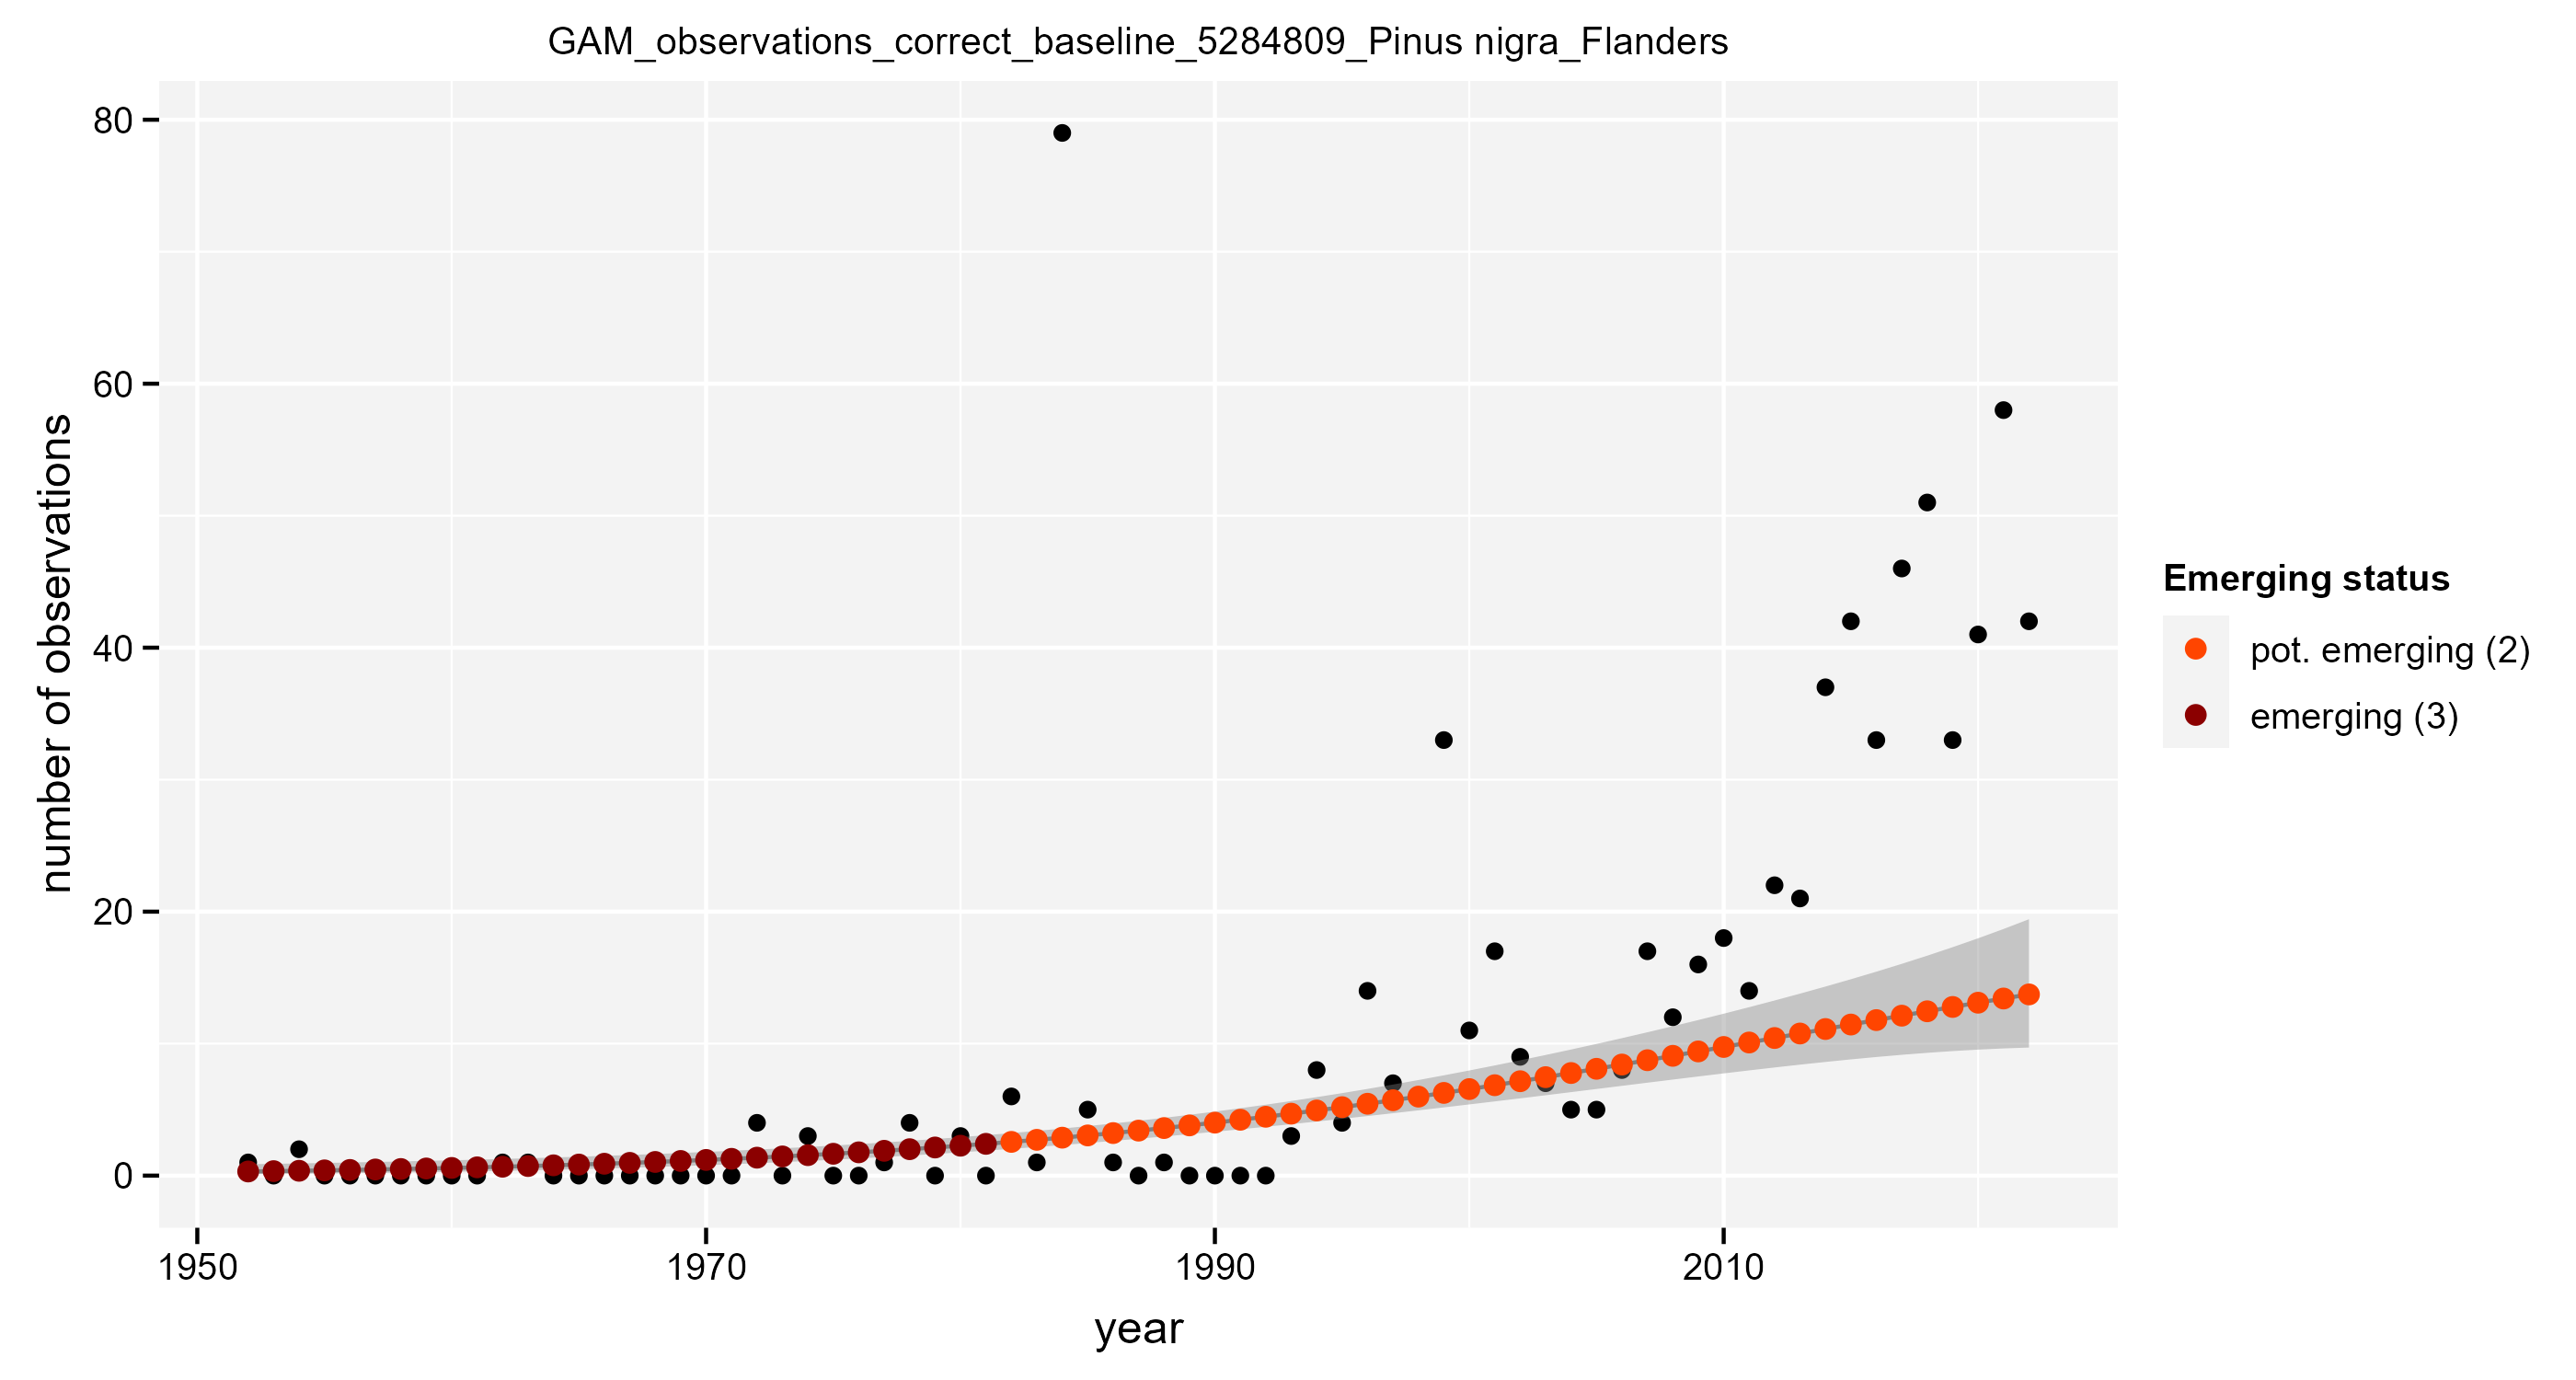 GAM_observations_correct_baseline_5284809_Pinus nigra_Flanders
80
60
40
20
0
number of observations
1950
1970
1990
2010
year
Emerging status
pot. emerging (2)
emerging (3)